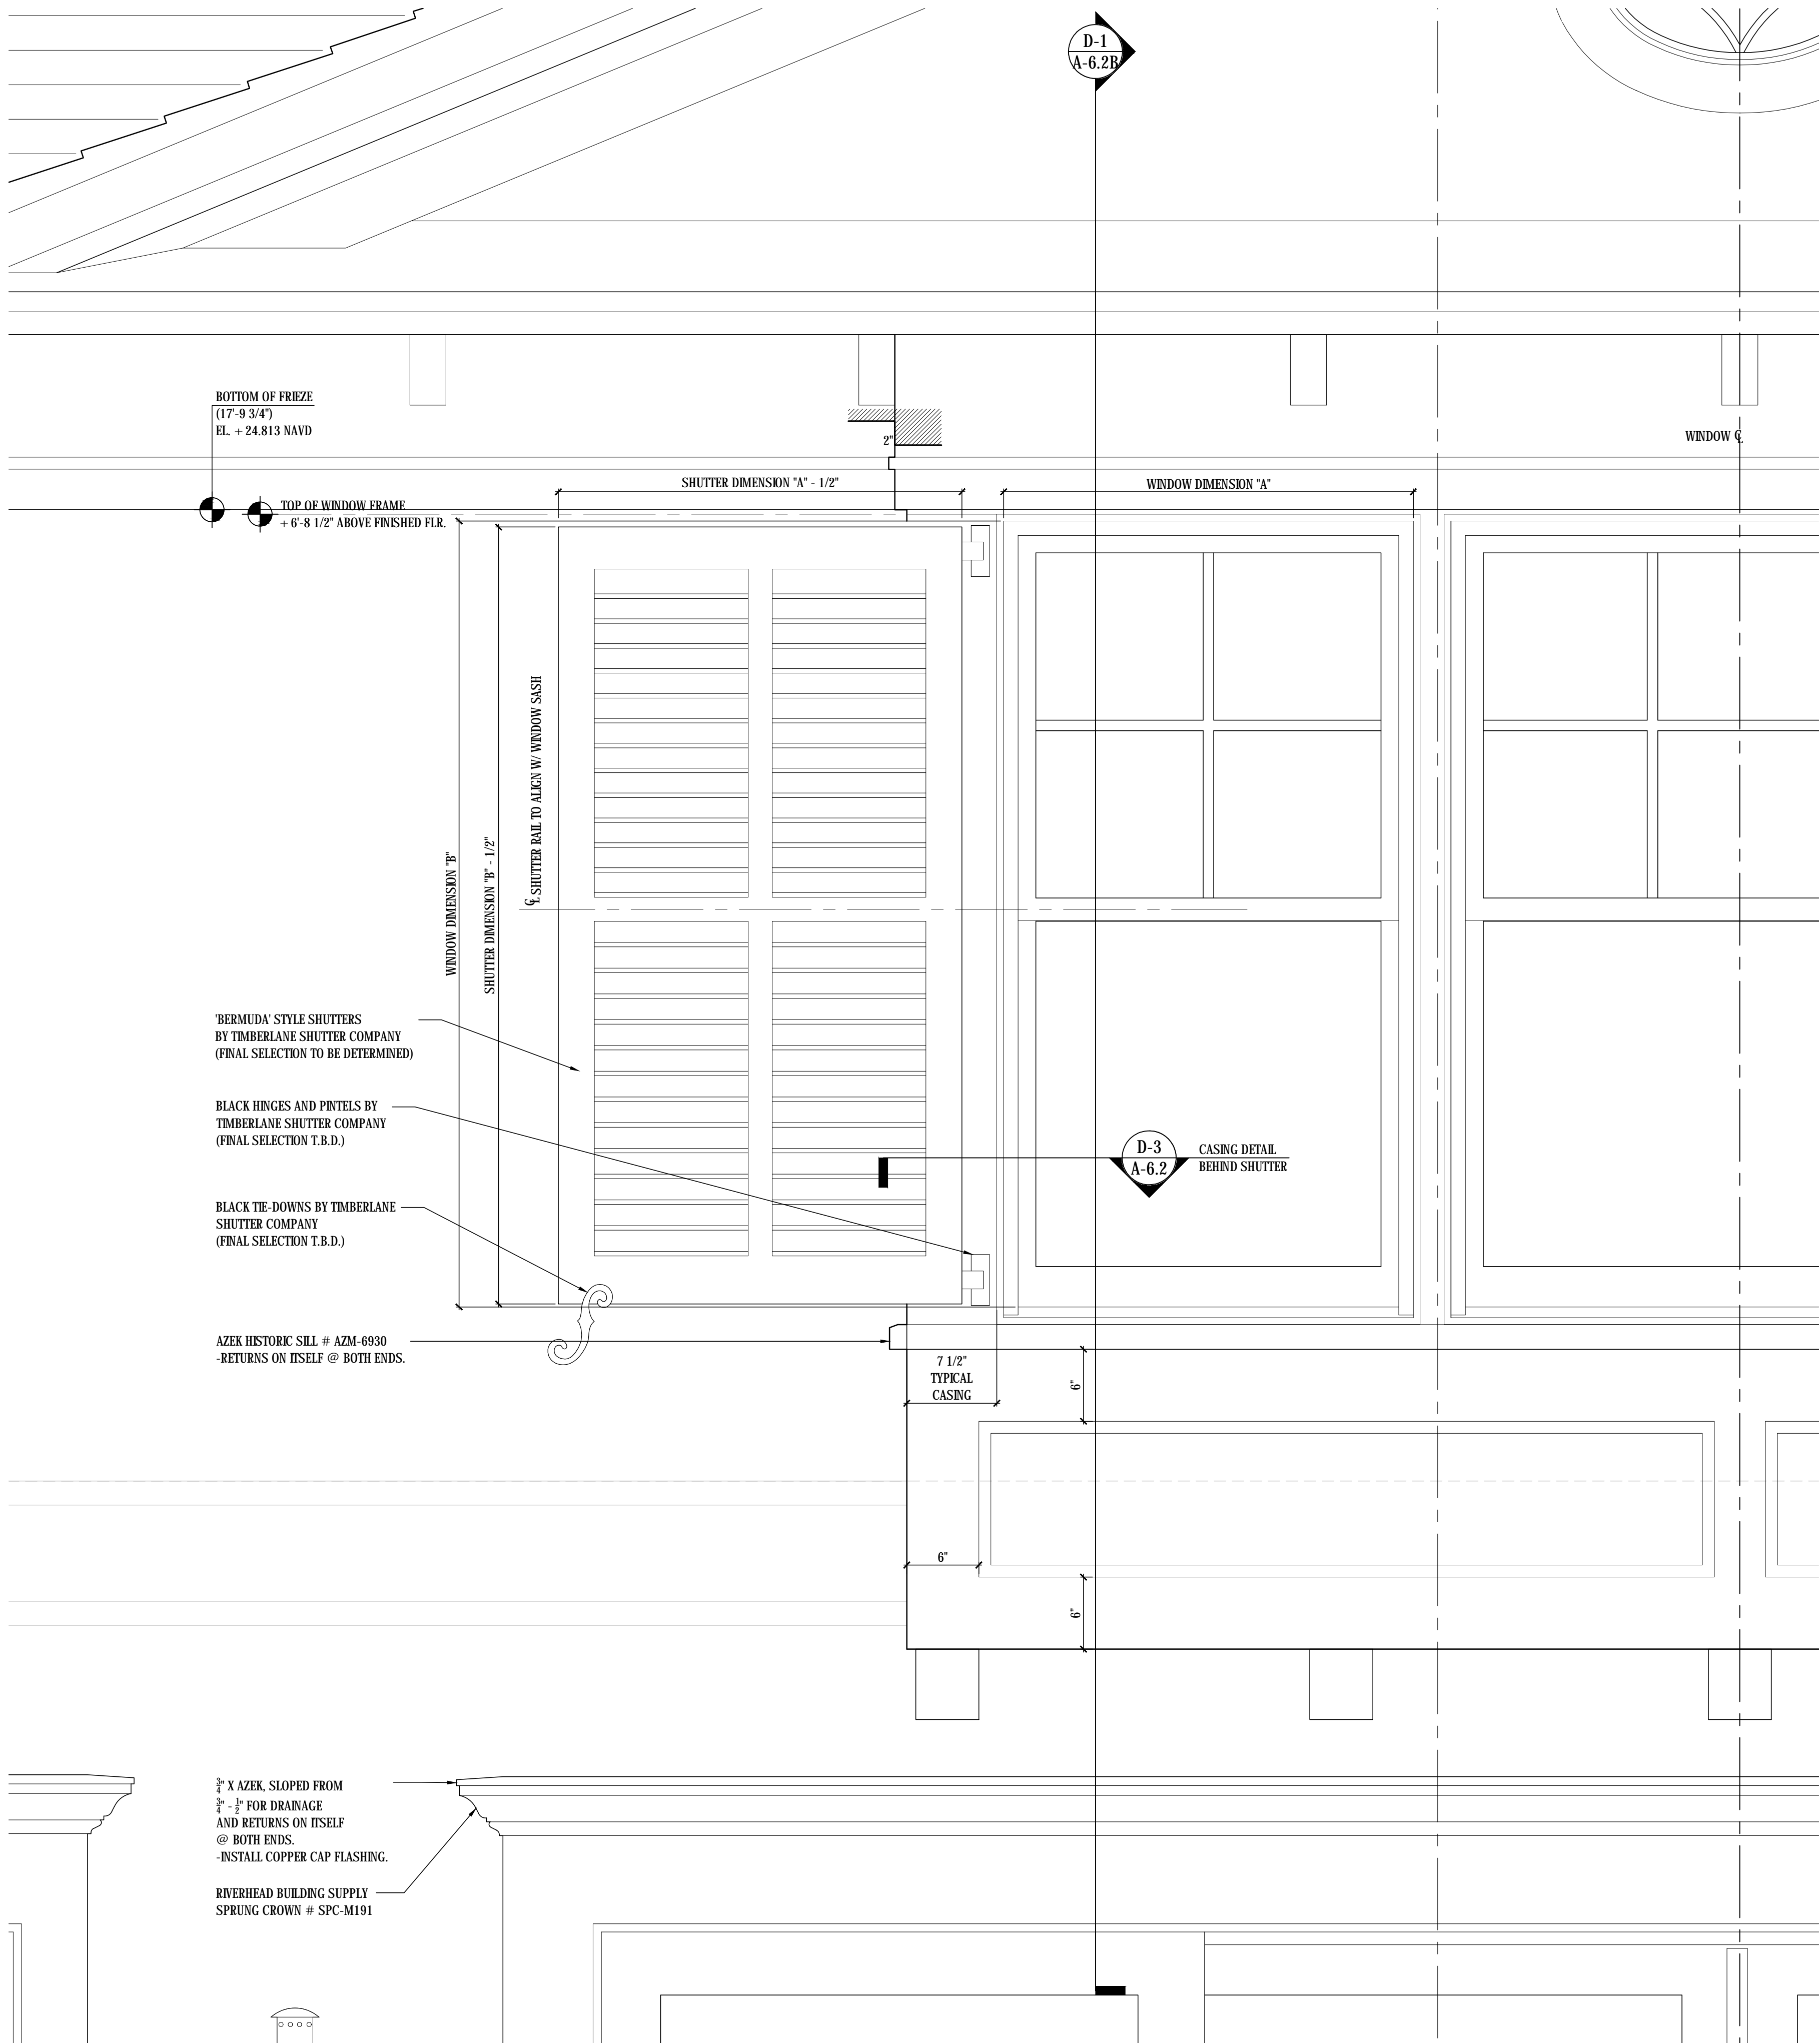 D-1
A-6.2B
BOTTOM OF FRIEZE
(17'-9 3/4")
EL. + 24.813 NAVD
2"
WINDOW ℄
SHUTTER DIMENSION "A" - 1/2"
WINDOW DIMENSION "A"
TOP OF WINDOW FRAME
+ 6'-8 1/2" ABOVE FINISHED FLR.
WINDOW DIMENSION "B"
SHUTTER DIMENSION "B" - 1/2"
℄ SHUTTER RAIL TO ALIGN W/ WINDOW SASH
'BERMUDA' STYLE SHUTTERS
BY TIMBERLANE SHUTTER COMPANY
(FINAL SELECTION TO BE DETERMINED)
BLACK HINGES AND PINTELS BY
TIMBERLANE SHUTTER COMPANY
(FINAL SELECTION T.B.D.)
D-3
A-6.2
CASING DETAIL
BEHIND SHUTTER
BLACK TIE-DOWNS BY TIMBERLANE
SHUTTER COMPANY
(FINAL SELECTION T.B.D.)
AZEK HISTORIC SILL # AZM-6930
-RETURNS ON ITSELF @ BOTH ENDS.
7 1/2"
TYPICAL
CASING
6"
6"
6"
3/4" X AZEK, SLOPED FROM
3/4" - 1/2" FOR DRAINAGE
AND RETURNS ON ITSELF
@ BOTH ENDS.
-INSTALL COPPER CAP FLASHING.
RIVERHEAD BUILDING SUPPLY
SPRUNG CROWN # SPC-M191